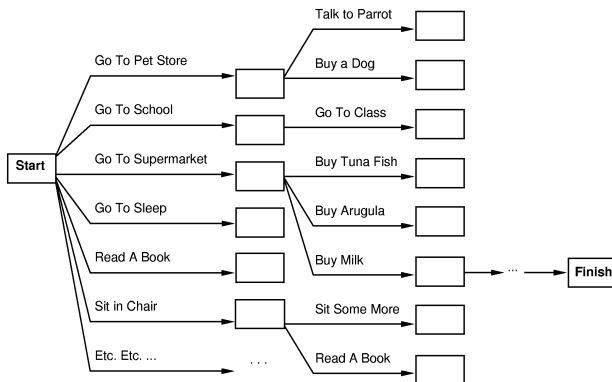 Talk to Parrot
Go To Pet Store
Buy a Dog
Go To School
Go To Class
Start
Go To Supermarket
Buy Tuna Fish
Go To Sleep
Buy Arugula
Read A Book
Buy Milk
...
Finish
Sit in Chair
Sit Some More
Etc. Etc. ...
. . .
Read A Book